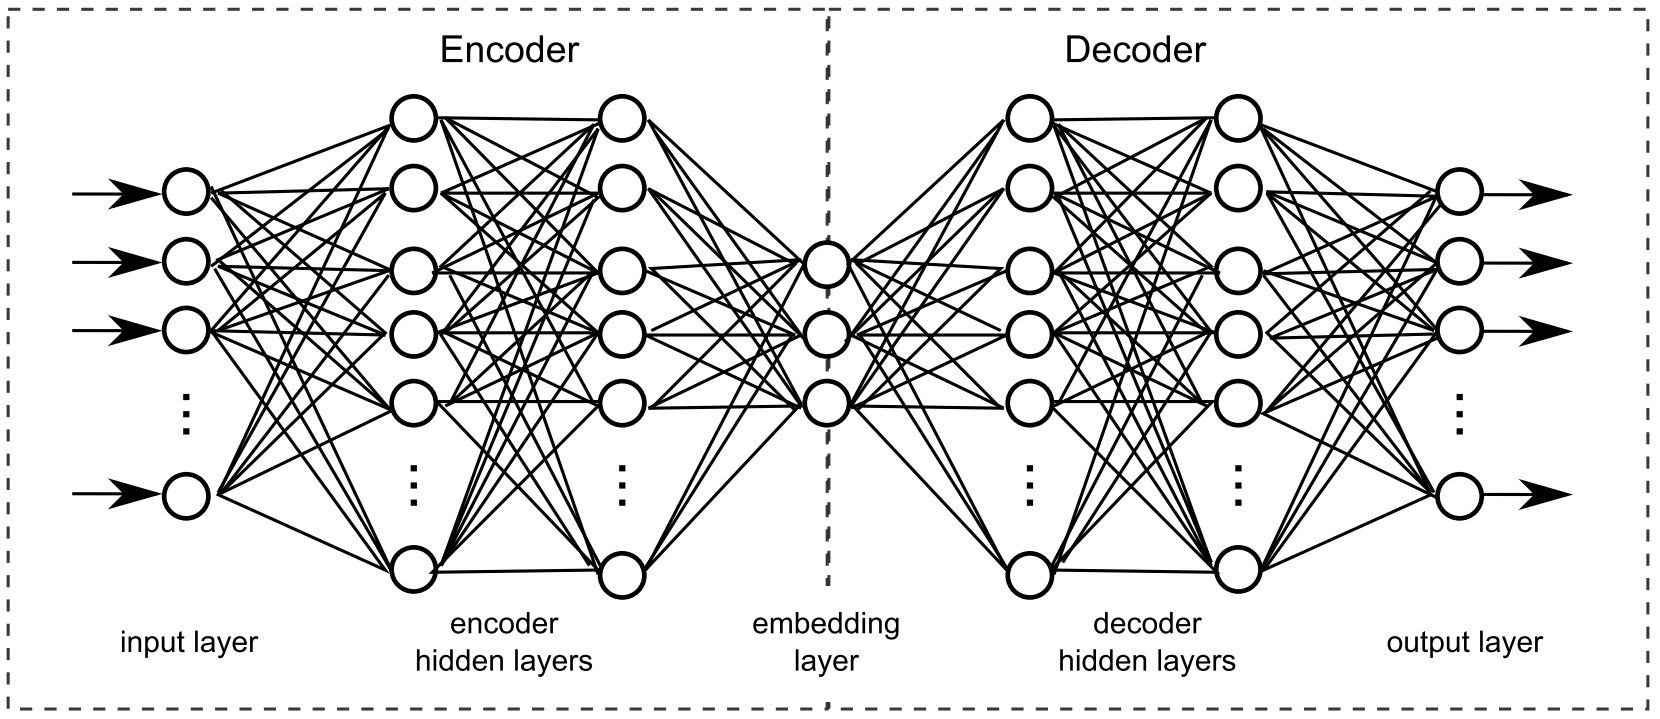 Encoder
Decoder
input layer
encoder
hidden layers
embedding
layer
decoder
hidden layers
output layer